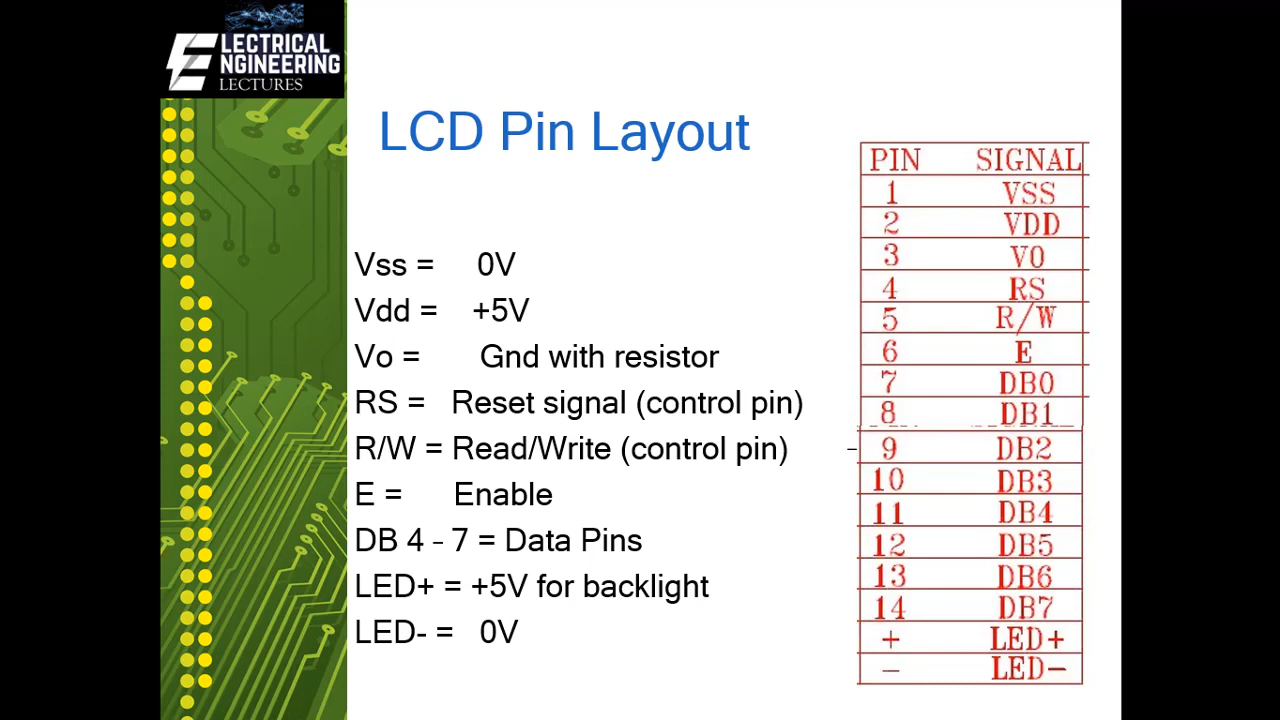 ELECTRICAL
ENGINEERING
LECTURES
LCD Pin Layout
Vss = 0V
Vdd = +5V
Vo = Gnd with resistor
RS = Reset signal (control pin)
R/W = Read/Write (control pin)
E = Enable
DB 4 - 7 = Data Pins
LED+ = +5V for backlight
LED- = 0V
PIN SIGNAL
1 VSS
2 VDD
3 VO
4 RS
5 R/W
6 E
7 DB0
8 DB1
9 DB2
10 DB3
11 DB4
12 DB5
13 DB6
14 DB7
+ LED+
- LED-